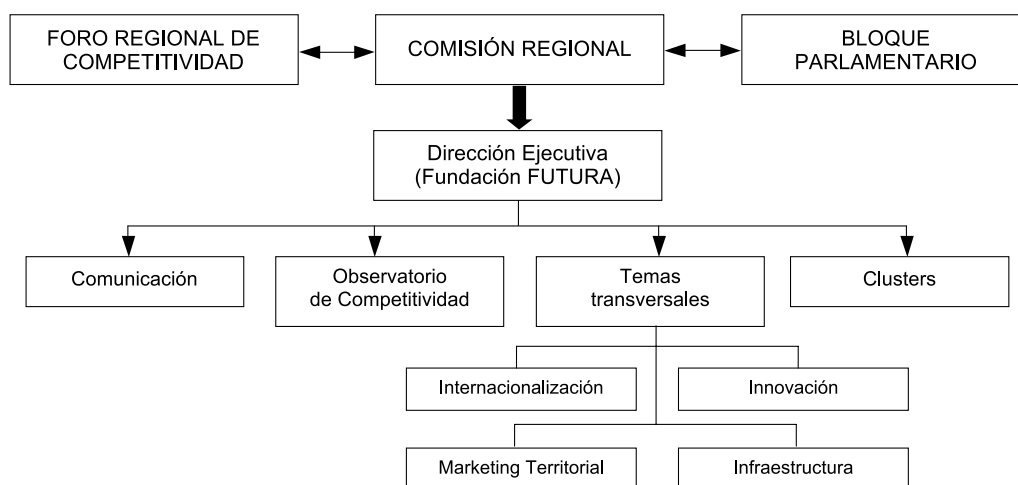 FORO REGIONAL DE
COMPETITIVIDAD
COMISIÓN REGIONAL
BLOQUE
PARLAMENTARIO
Dirección Ejecutiva
(Fundación FUTURA)
Comunicación
Observatorio
de Competitividad
Temas
transversales
Clusters
Internacionalización
Innovación
Marketing Territorial
Infraestructura